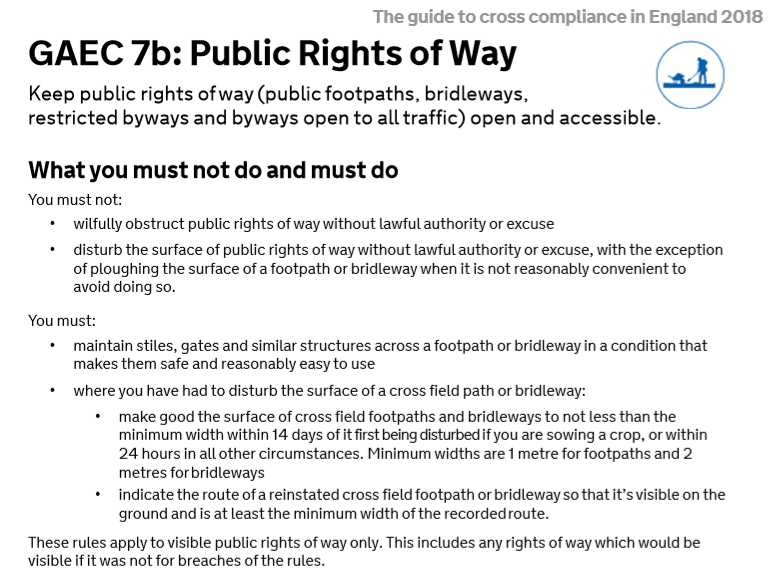 The guide to cross compliance in England 2018
GAEC 7b: Public Rights of Way
Keep public rights of way (public footpaths, bridleways,
restricted byways and byways open to all traffic) open and accessible.
What you must not do and must do
You must not:
• wilfully obstruct public rights of way without lawful authority or excuse
• disturb the surface of public rights of way without lawful authority or excuse, with the exception
of ploughing the surface of a footpath or bridleway when it is not reasonably convenient to
avoid doing so.
You must:
• maintain stiles, gates and similar structures across a footpath or bridleway in a condition that
makes them safe and reasonably easy to use
• where you have had to disturb the surface of a cross field path or bridleway:
• make good the surface of cross field footpaths and bridleways to not less than the
minimum width within 14 days of it first being disturbed if you are sowing a crop, or within
24 hours in all other circumstances. Minimum widths are 1 metre for footpaths and 2
metres for bridleways
• indicate the route of a reinstated cross field footpath or bridleway so that it's visible on the
ground and is at least the minimum width of the recorded route.
These rules apply to visible public rights of way only. This includes any rights of way which would be
visible if it was not for breaches of the rules.